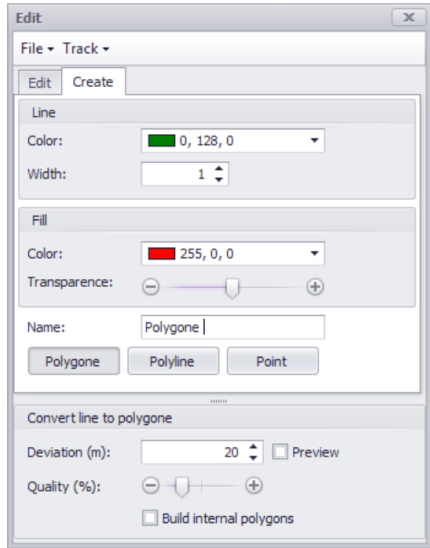 Edit
File Track
Edit Create
Line
Color: 0, 128, 0
Width: 1
Fill
Color: 255, 0, 0
Transparence:
Name: Polygone
Polygone Polyline Point
Convert line to polygone
Deviation (m): 20 Preview
Quality (%):
Build internal polygons